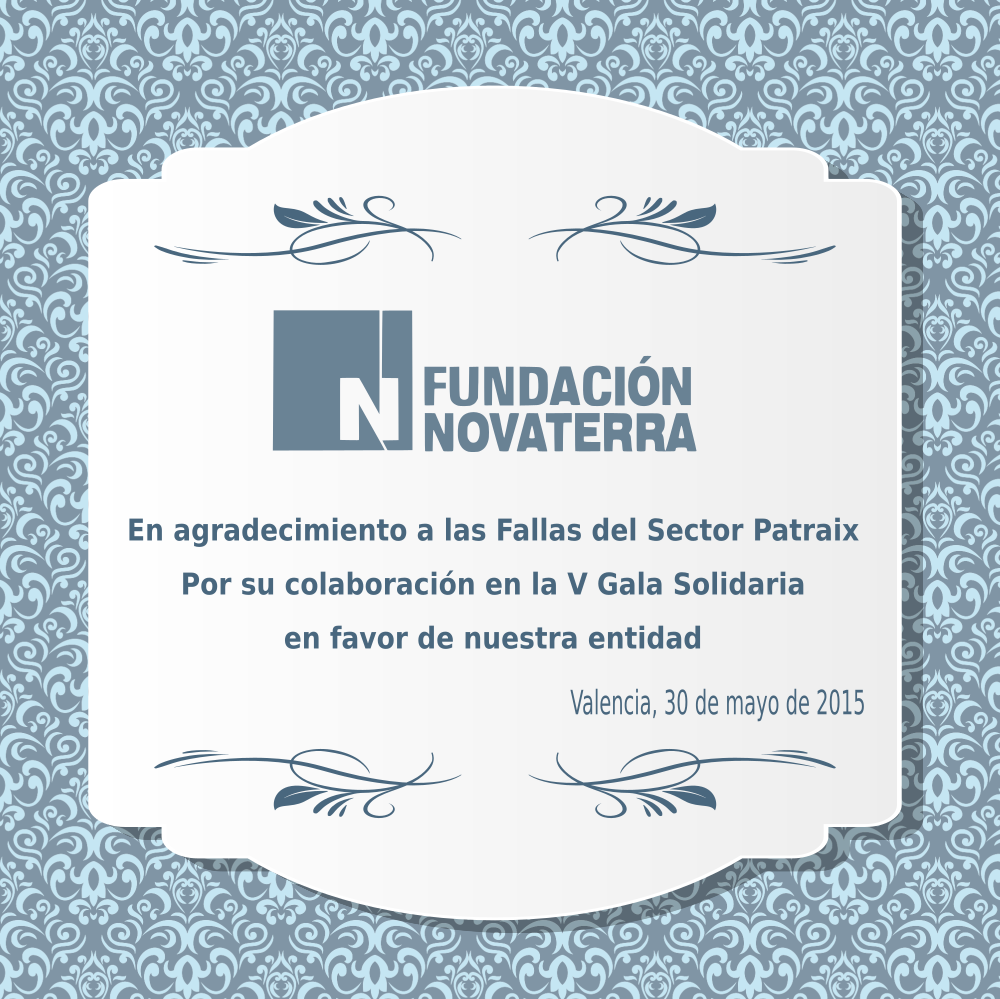 FUNDACIÓN
NOVATERRA
En agradecimiento a las Fallas del Sector Patraix
Por su colaboración en la V Gala Solidaria
en favor de nuestra entidad
Valencia, 30 de mayo de 2015